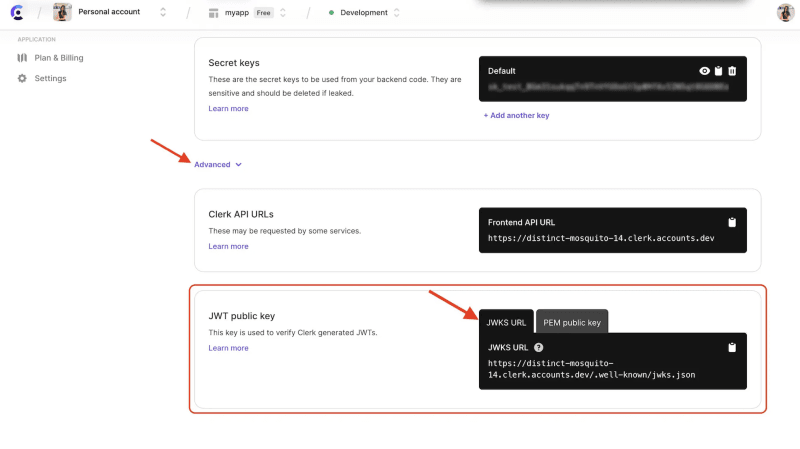 Personal account
myapp Free
Development
APPLICATION
Plan & Billing
Settings
Secret keys
These are the secret keys to be used from your backend code. They are
sensitive and should be deleted if leaked.
Learn more
Default
+ Add another key
Advanced
Clerk API URLs
These may be requested by some services.
Learn more
Frontend API URL
https://distinct-mosquito-14.clerk.accounts.dev
JWT public key
This key is used to verify Clerk generated JWTs.
Learn more
JWKS URL
PEM public key
JWKS URL
https://distinct-mosquito-
14.clerk.accounts.dev/.well-known/jwks.json